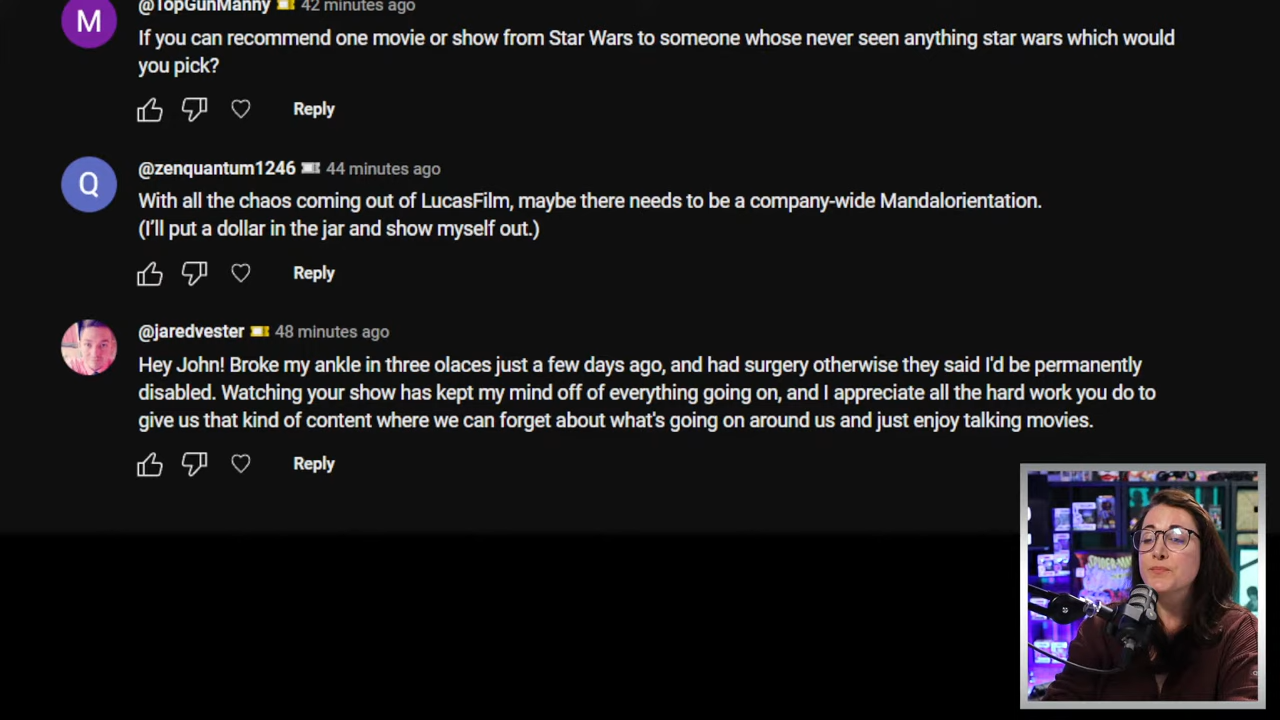 @TopGunManny 42 minutes ago
If you can recommend one movie or show from Star Wars to someone whose never seen anything star wars which would
you pick?
Reply
Q
@zenquantum1246 44 minutes ago
With all the chaos coming out of LucasFilm, maybe there needs to be a company-wide Mandalorientation.
(I'll put a dollar in the jar and show myself out.)
Reply
@jaredvester 48 minutes ago
Hey John! Broke my ankle in three olaces just a few days ago, and had surgery otherwise they said I'd be permanently
disabled. Watching your show has kept my mind off of everything going on, and I appreciate all the hard work you do to
give us that kind of content where we can forget about what's going on around us and just enjoy talking movies.
Reply
M